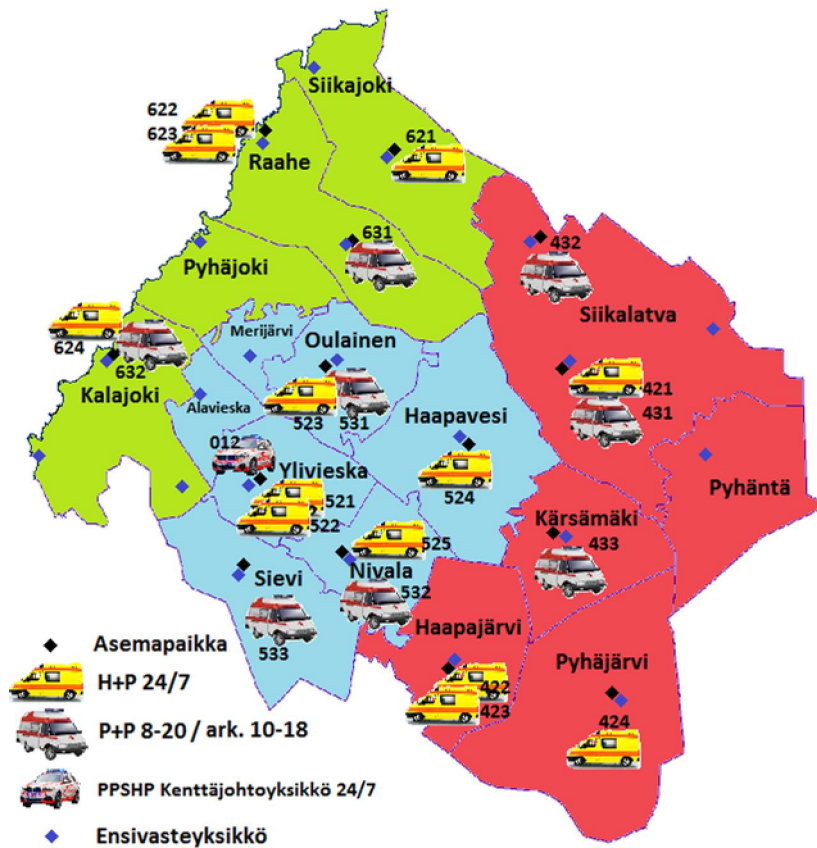 Siikajoki
622
623
621
Raahe
631
432
Pyhäjoki
Siikalatva
Merijärvi
Oulainen
624
632
Kalajoki
421
431
Alavieska
523
531
Haapavesi
012
Ylivieska
524
Pyhäntä
521
522
Kärsämäki
433
525
Nivala
Sievi
532
533
Haapajärvi
Pyhäjärvi
422
423
424
Asemapaikka
H+P 24/7
P+P 8-20 / ark. 10-18
PPSHP Kenttäjohtoyksikkö 24/7
Ensivasteyksikkö